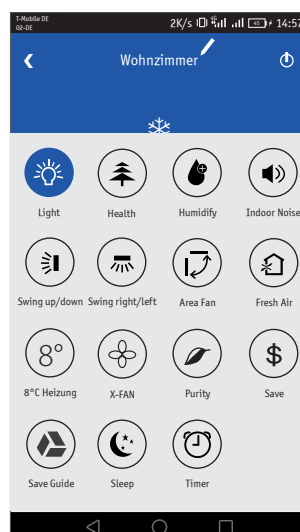 T-Mobile DE
02-DE
2K/s 4G 45 14:57
Wohnzimmer
Light Health Humidify Indoor Noise
Swing up/down Swing right/left Area Fan Fresh Air
8°
8°C Heizung X-FAN Purity Save
$
Save Guide Sleep Timer